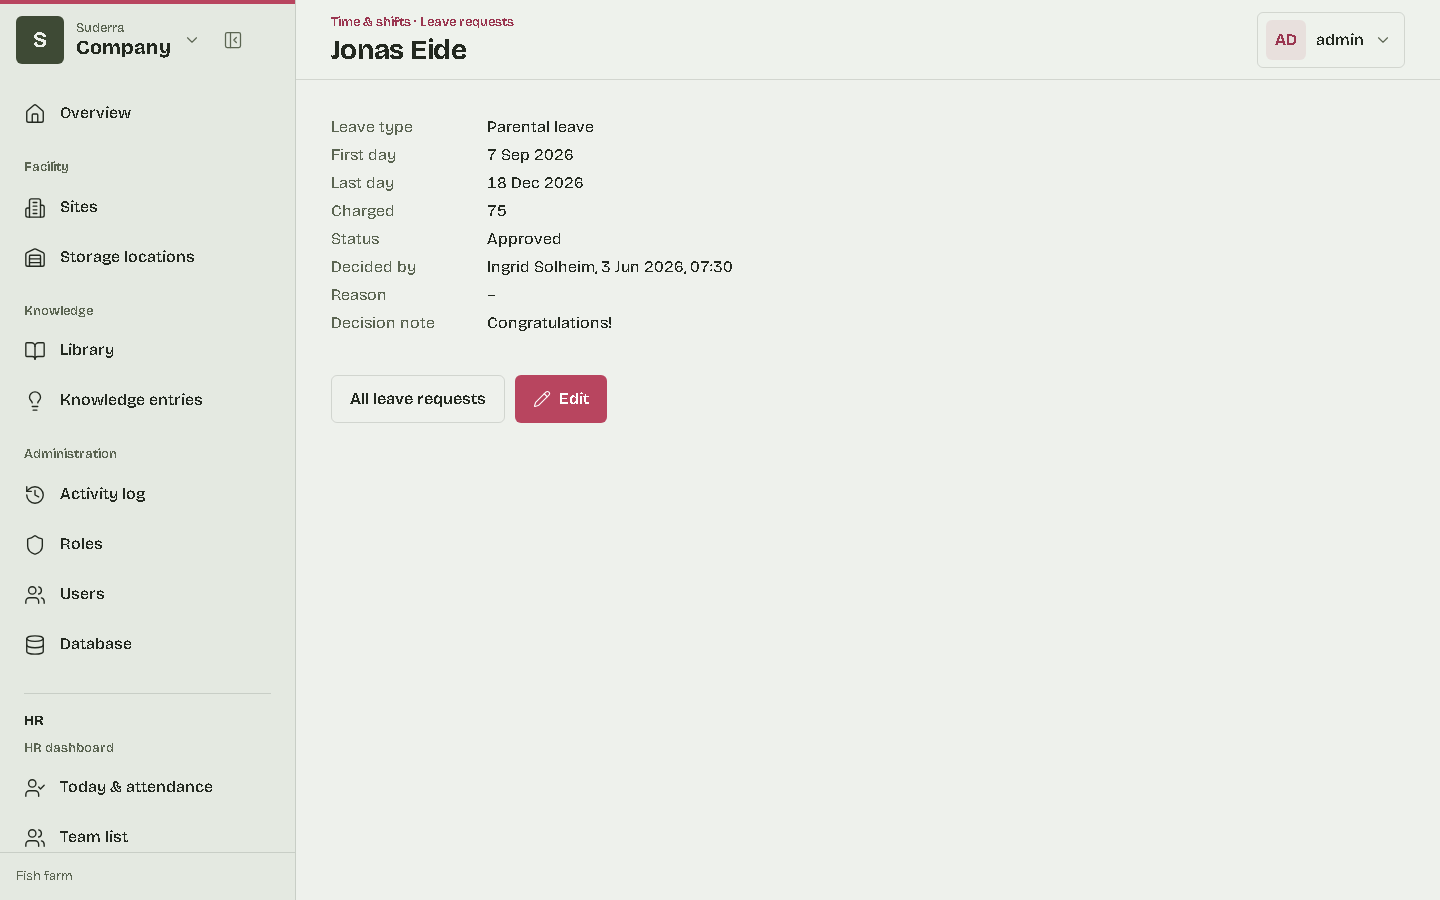 S
Suderra
Company
Overview
Facility
Sites
Storage locations
Knowledge
Library
Knowledge entries
Administration
Activity log
Roles
Users
Database
HR
HR dashboard
Today & attendance
Team list
Fish farm
Time & shifts · Leave requests
Jonas Eide
AD admin
Leave type Parental leave
First day 7 Sep 2026
Last day 18 Dec 2026
Charged 75
Status Approved
Decided by Ingrid Solheim, 3 Jun 2026, 07:30
Reason –
Decision note Congratulations!
All leave requests Edit